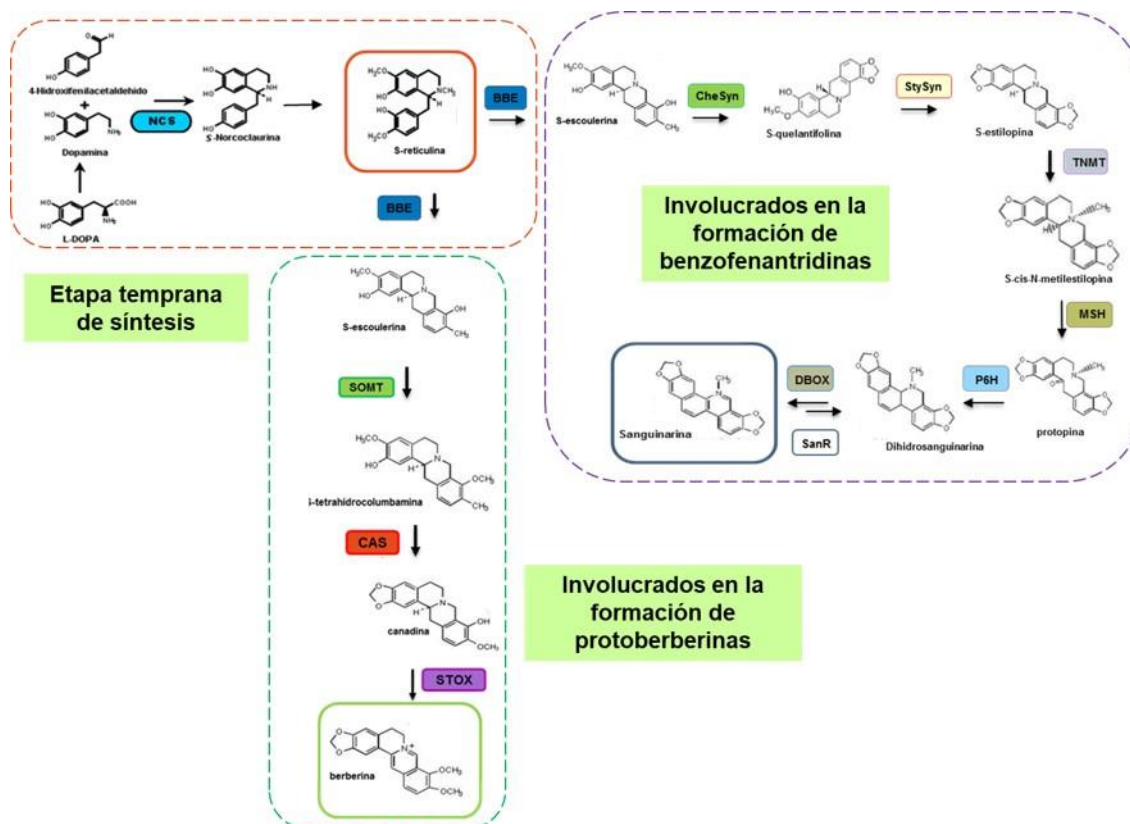 4-Hidroxifenilacetaldehido
+
Dopamina
NCS
S-Norcoclaurina
S-reticulina
BBE
BBE
L-DOPA
Etapa temprana
de síntesis
S-escoulerina
CheSyn
S-quelantifolina
StySyn
S-estilopina
TNMT
S-cis-N-metilestilopina
MSH
protopina
P6H
Dihidrosanguinarina
DBOX
SanR
Sanguinarina
Involucrados en la
formación de
benzofenantridinas
S-escoulerina
SOMT
S-tetrahidrocolumbamina
CAS
canadina
STOX
berberina
Involucrados en la
formación de
protoberberinas